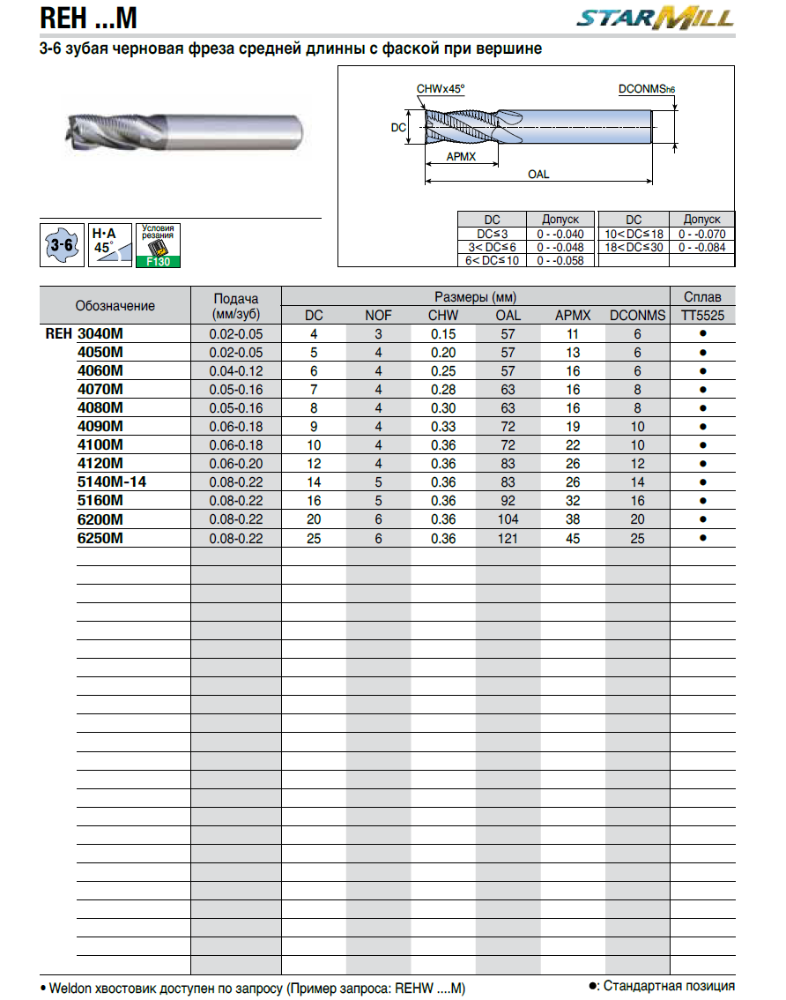 REH ...M
STARMILL
3-6 зубая черновая фреза средней длинны с фаской при вершине
CHWx45º
DCONMSh6
DC
APMX
OAL
3-6
H•A
45°
Условия
резания
F130
DC Допуск DC Допуск
DC≤3 0 - -0.040 10<DC≤18 0 - -0.070
3<DC≤6 0 - -0.048 18<DC≤30 0 - -0.084
6<DC≤10 0 - -0.058
Обозначение Подача (мм/зуб) Размеры (мм) Сплав
DC NOF CHW OAL APMX DCONMS TT5525
REH 3040M 0.02-0.05 4 3 0.15 57 11 6 ●
4050M 0.02-0.05 5 4 0.20 57 13 6 ●
4060M 0.04-0.12 6 4 0.25 57 16 6 ●
4070M 0.05-0.16 7 4 0.28 63 16 8 ●
4080M 0.05-0.16 8 4 0.30 63 16 8 ●
4090M 0.06-0.18 9 4 0.33 72 19 10 ●
4100M 0.06-0.18 10 4 0.36 72 22 10 ●
4120M 0.06-0.20 12 4 0.36 83 26 12 ●
5140M-14 0.08-0.22 14 5 0.36 83 26 14 ●
5160M 0.08-0.22 16 5 0.36 92 32 16 ●
6200M 0.08-0.22 20 6 0.36 104 38 20 ●
6250M 0.08-0.22 25 6 0.36 121 45 25 ●
• Weldon хвостовик доступен по запросу (Пример запроса: REHW ....M)
●: Стандартная позиция